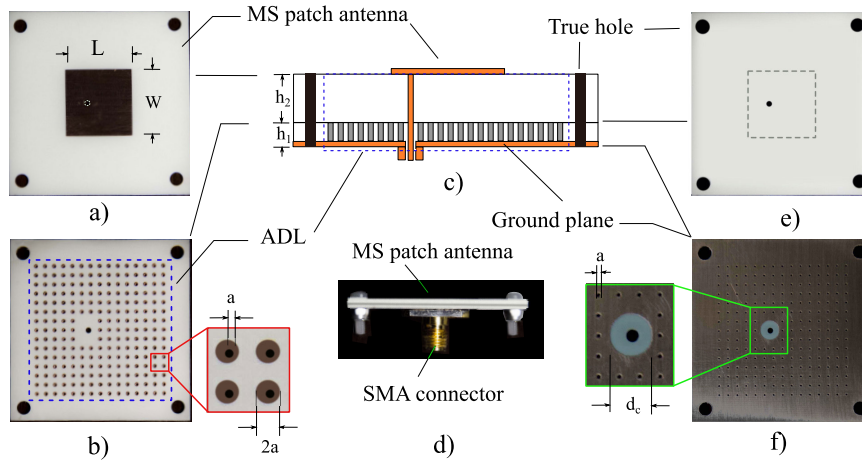 MS patch antenna
True hole
L
W
h2
h1
a)
c)
e)
Ground plane
ADL
MS patch antenna
a
a
SMA connector
2a
dc
b)
d)
f)